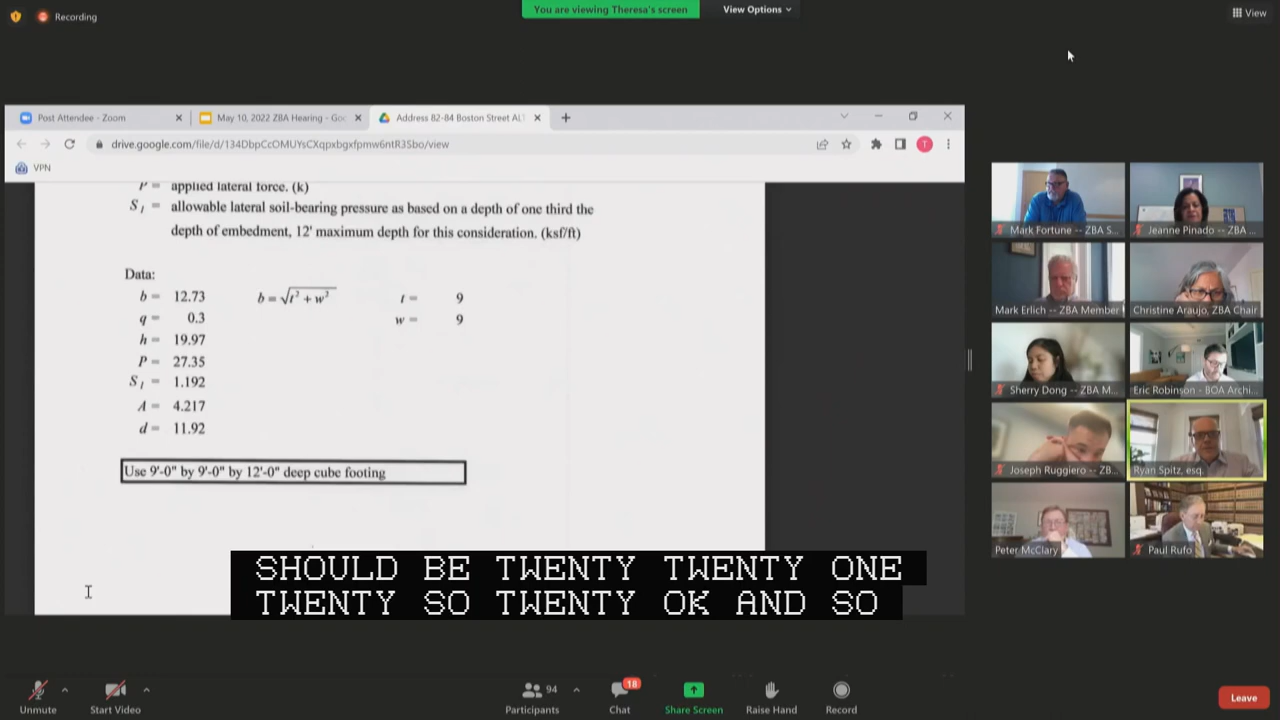 Recording
You are viewing Theresa's screen
View Options
View
Post Attendee - Zoom
May 10, 2022 ZBA Hearing - Goo
Address 82-84 Boston Street AL
drive.google.com/file/d/134DbpCcOMUYsCXqpxbgxfpmw6ntR3Sbo/view
T
VPN
P = applied lateral force. (k)
S₁ = allowable lateral soil-bearing pressure as based on a depth of one third the
depth of embedment, 12' maximum depth for this consideration. (ksf/ft)
Data:
b = 12.73 b = √t² + w² t = 9
q = 0.3 w = 9
h = 19.97
P = 27.35
S₁ = 1.192
A = 4.217
d = 11.92
Use 9'-0" by 9'-0" by 12'-0" deep cube footing
SHOULD BE TWENTY TWENTY ONE
TWENTY SO TWENTY OK AND SO
Mark Fortune -- ZBA S...
Jeanne Pinado -- ZBA ...
Mark Erlich -- ZBA Member
Christine Araujo, ZBA Chair
Sherry Dong -- ZBA M...
Eric Robinson - BOA Archi...
Joseph Ruggiero -- ZB...
Ryan Spitz, esq.
Peter McClary
Paul Rufo
Unmute
Start Video
94
Participants
18
Chat
Share Screen
Raise Hand
Record
Leave